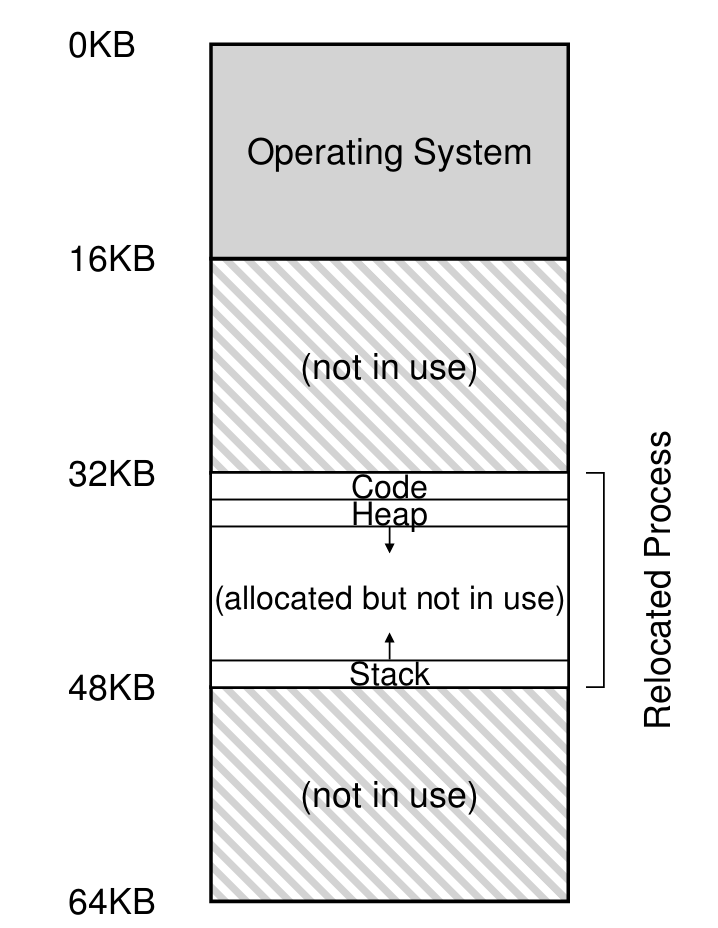 0KB
Operating System
16KB
(not in use)
32KB
Code
Heap
(allocated but not in use)
Stack
48KB
(not in use)
64KB
Relocated Process